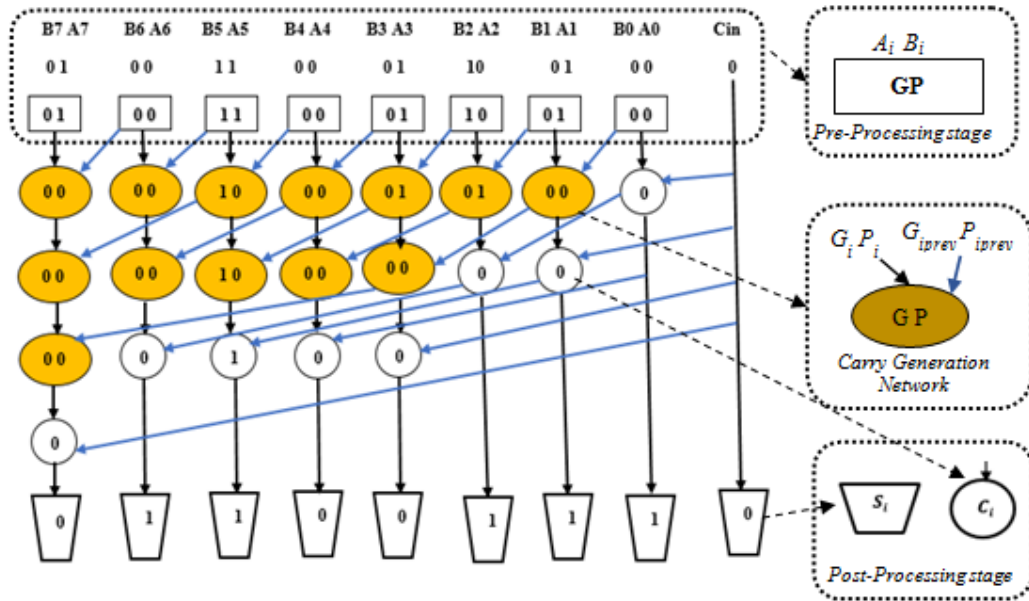 B7 A7 B6 A6 B5 A5 B4 A4 B3 A3 B2 A2 B1 A1 B0 A0 Cin
0 1 0 0 1 1 0 0 0 1 10 0 1 0 0 0
0 1 0 0 1 1 0 0 0 1 1 0 0 1 0 0
0 0 0 0 1 0 0 0 0 1 0 1 0 0 0
0 0 0 0 1 0 0 0 0 0 0 0
0 0 0 1 0 0
0
0 1 1 0 0 1 1 1 0
A_i B_i
GP
Pre-Processing stage
G_i P_i G_iprev P_iprev
G P
Carry Generation
Network
S_i C_i
Post-Processing stage